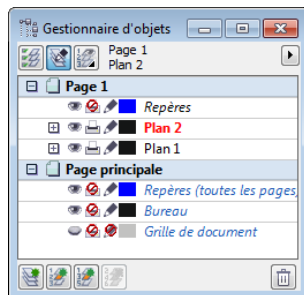 Gestionnaire d'objets
Page 1
Plan 2
Page 1
Repères
Plan 2
Plan 1
Page principale
Repères (toutes les pages)
Bureau
Grille de document